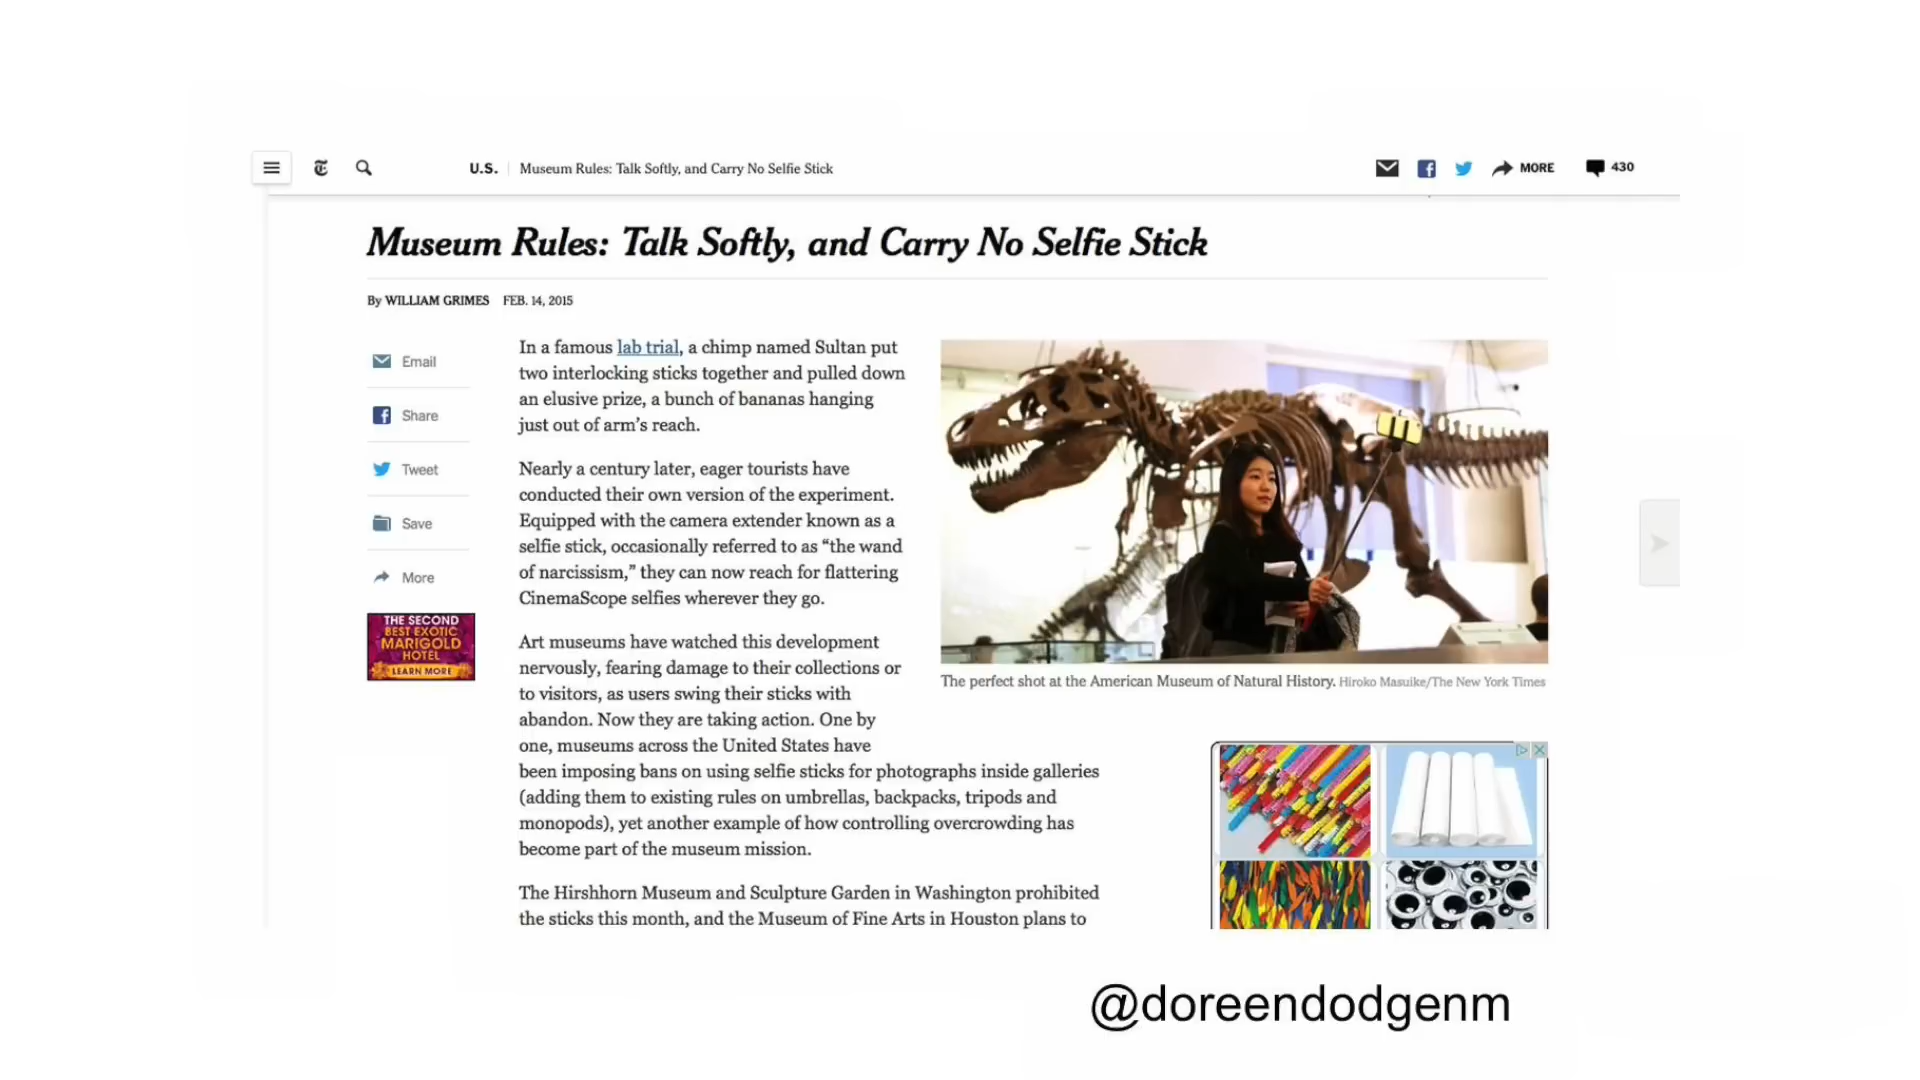 U.S. Museum Rules: Talk Softly, and Carry No Selfie Stick MORE 430
Museum Rules: Talk Softly, and Carry No Selfie Stick
By WILLIAM GRIMES FEB. 14, 2015
Email
Share
Tweet
Save
More
THE SECOND
BEST EXOTIC
MARIGOLD
HOTEL
LEARN MORE
In a famous lab trial, a chimp named Sultan put
two interlocking sticks together and pulled down
an elusive prize, a bunch of bananas hanging
just out of arm's reach.
Nearly a century later, eager tourists have
conducted their own version of the experiment.
Equipped with the camera extender known as a
selfie stick, occasionally referred to as “the wand
of narcissism,” they can now reach for flattering
CinemaScope selfies wherever they go.
Art museums have watched this development
nervously, fearing damage to their collections or
to visitors, as users swing their sticks with
abandon. Now they are taking action. One by
one, museums across the United States have
been imposing bans on using selfie sticks for photographs inside galleries
(adding them to existing rules on umbrellas, backpacks, tripods and
monopods), yet another example of how controlling overcrowding has
become part of the museum mission.
The Hirshhorn Museum and Sculpture Garden in Washington prohibited
the sticks this month, and the Museum of Fine Arts in Houston plans to
The perfect shot at the American Museum of Natural History. Hiroko Masuike/The New York Times
@doreendodgenm